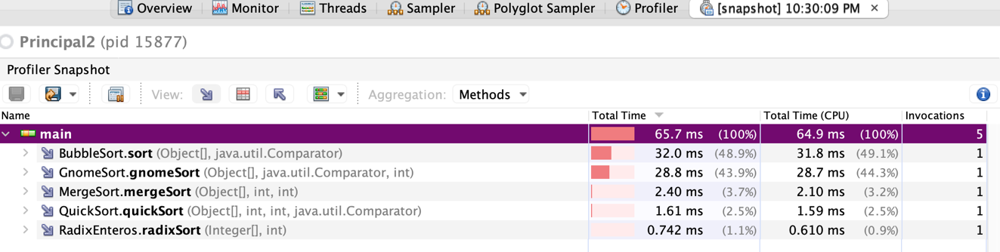 Overview Monitor Threads Sampler Polyglot Sampler Profiler [snapshot] 10:30:09 PM ×
Principal2 (pid 15877)
Profiler Snapshot
View: Aggregation: Methods
Name Total Time Total Time (CPU) Invocations
main 65.7 ms (100%) 64.9 ms (100%) 5
BubbleSort.sort (Object[], java.util.Comparator) 32.0 ms (48.9%) 31.8 ms (49.1%) 1
GnomeSort.gnomeSort (Object[], java.util.Comparator, int) 28.8 ms (43.9%) 28.7 ms (44.3%) 1
MergeSort.mergeSort (Object[], int, int) 2.40 ms (3.7%) 2.10 ms (3.2%) 1
QuickSort.quickSort (Object[], int, int, java.util.Comparator) 1.61 ms (2.5%) 1.59 ms (2.5%) 1
RadixEnteros.radixSort (Integer[], int) 0.742 ms (1.1%) 0.610 ms (0.9%) 1